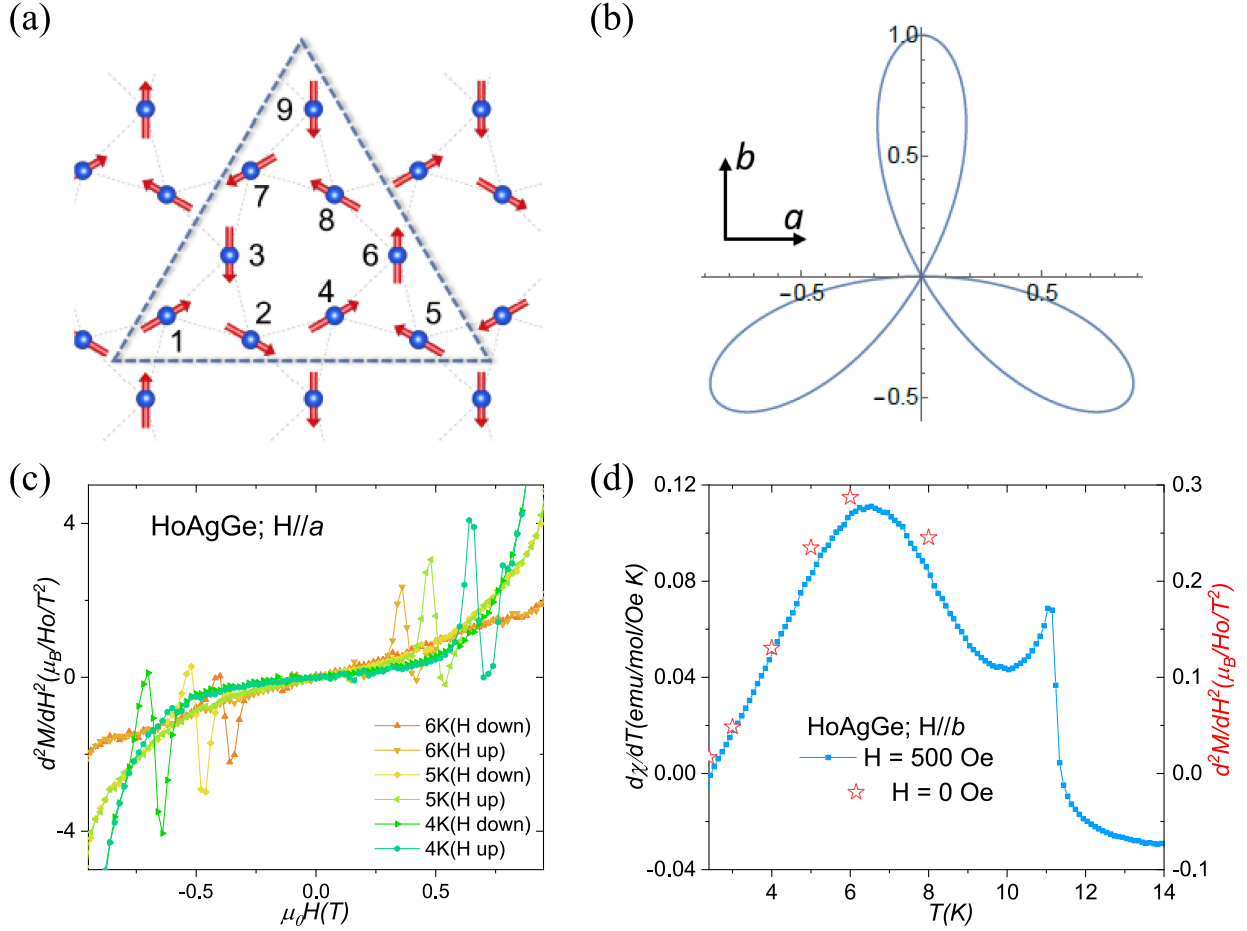 (a)
9
7
8
3
6
4
2
5
1
(b)
1.0
0.5
b
a
−0.5
0.5
−0.5
(c)
HoAgGe; H//a
4
0
-4
d²M/dH²(μB/Ho/T²)
6K(H down)
6K(H up)
5K(H down)
5K(H up)
4K(H down)
4K(H up)
-0.5
0.0
0.5
μ₀H(T)
(d)
0.12
0.08
0.04
0.00
-0.04
dχ/dT(emu/mol/Oe K)
0.3
0.2
0.1
0.0
-0.1
d²M/dH²(μB/Ho/T²)
HoAgGe; H//b
H = 500 Oe
H = 0 Oe
4
6
8
10
12
14
T(K)